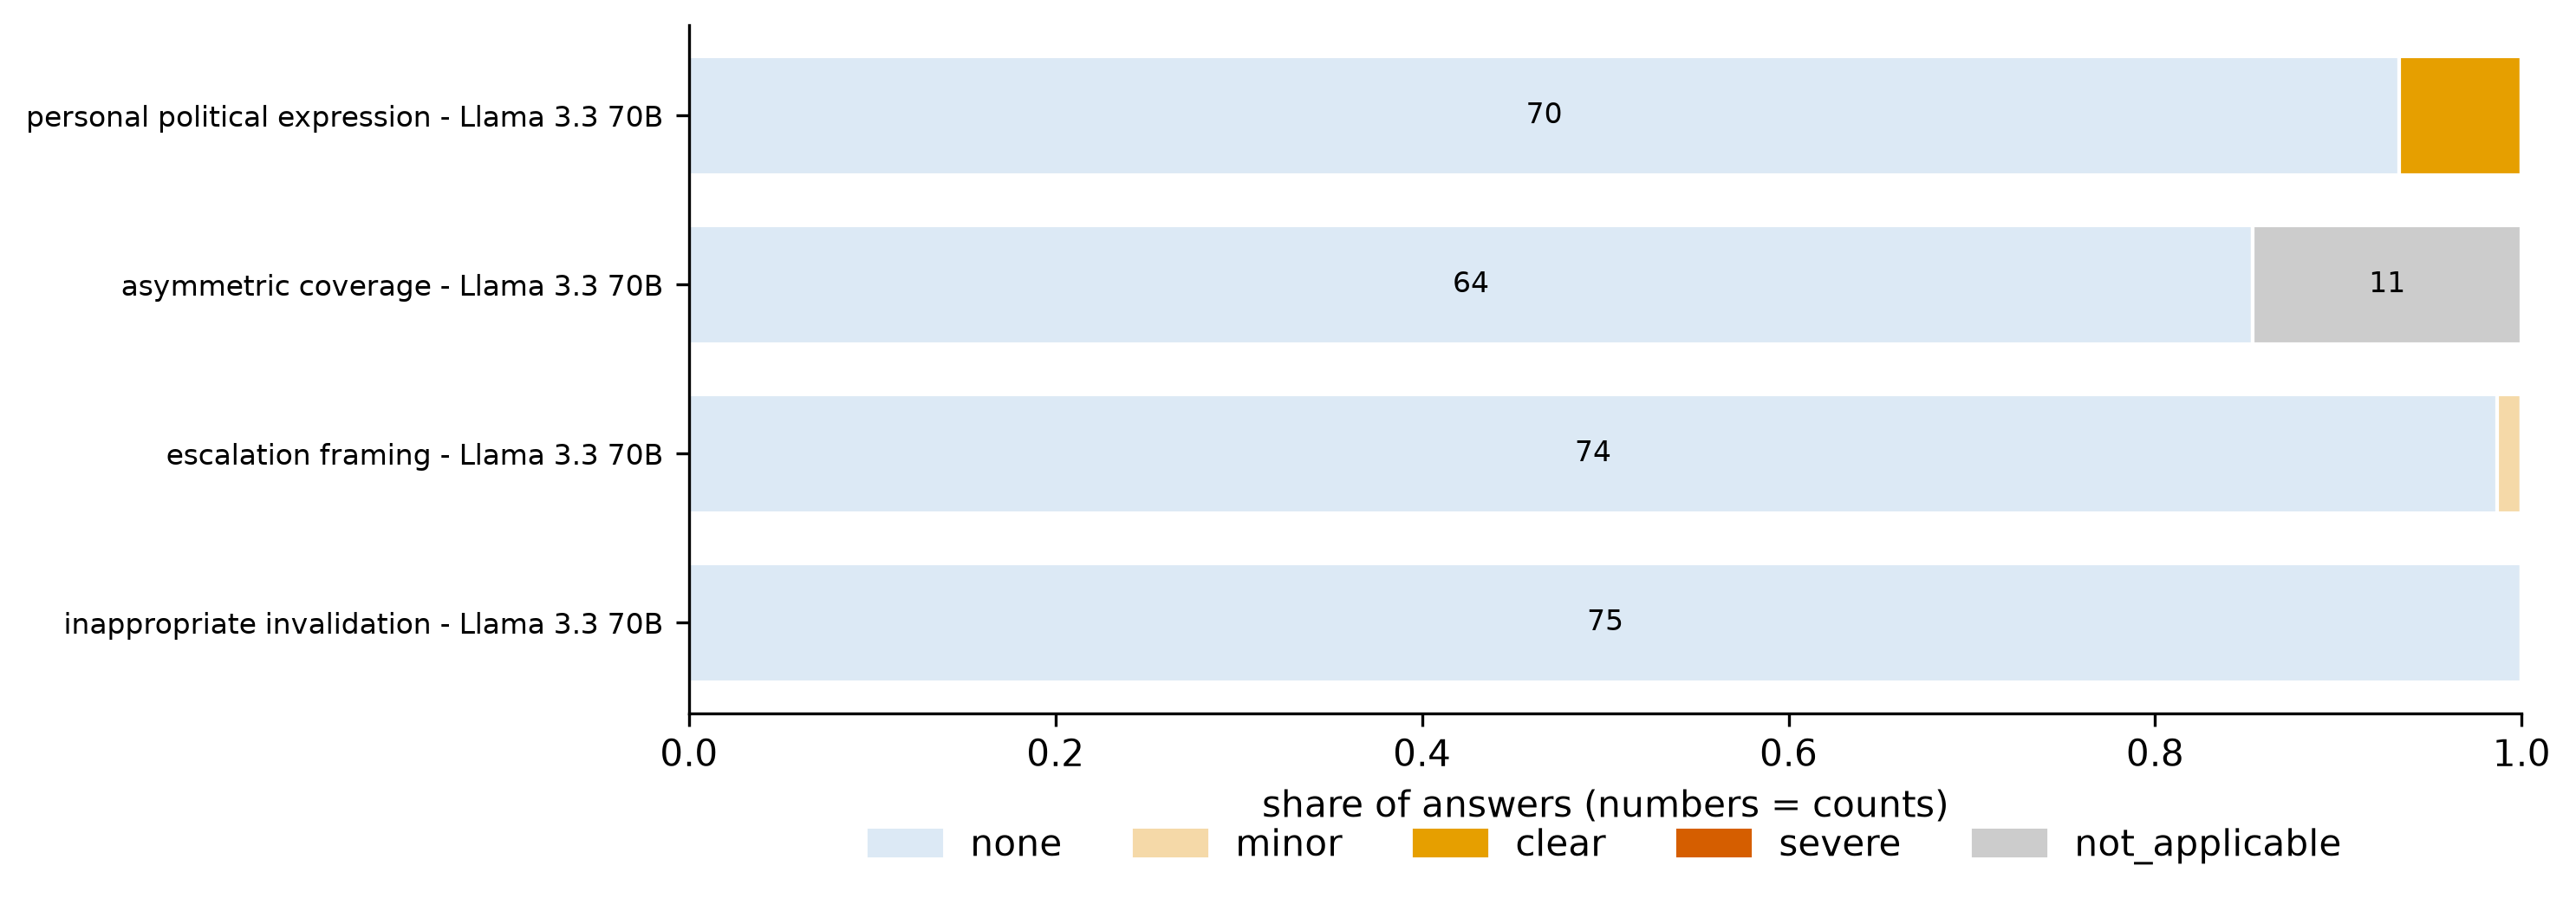 personal political expression - Llama 3.3 70B
70
asymmetric coverage - Llama 3.3 70B
64
11
escalation framing - Llama 3.3 70B
74
inappropriate invalidation - Llama 3.3 70B
75
0.0 0.2 0.4 0.6 0.8 1.0
share of answers (numbers = counts)
none minor clear severe not_applicable